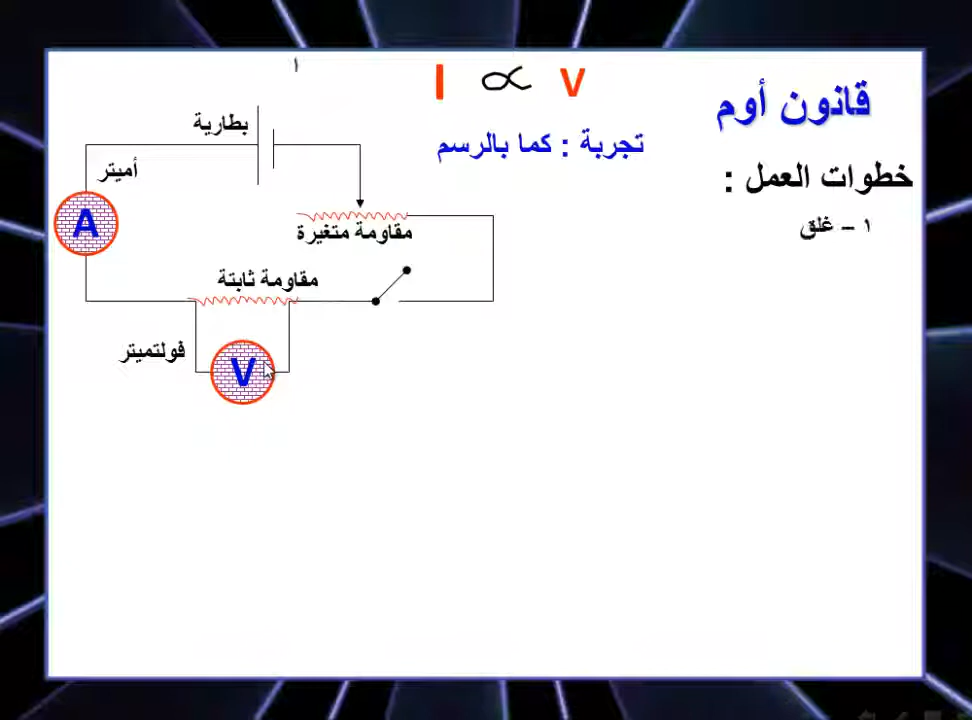 قانون أوم
I ∝ V
ا
تجربة : كما بالرسم
خطوات العمل :
١ – غلق
بطارية
أميتر
A
مقاومة متغيرة
مقاومة ثابتة
فولتميتر
V